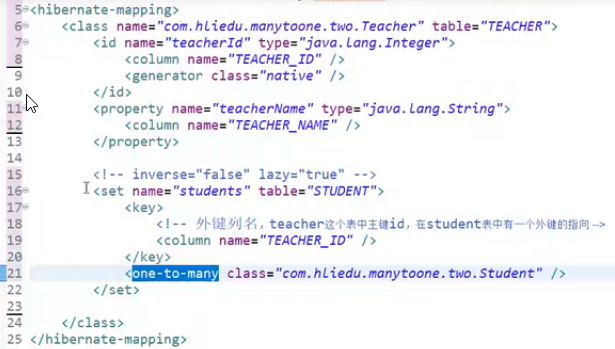 5 <hibernate-mapping>
6 <class name="com.hliedu.manytoone.two.Teacher" table="TEACHER">
7 <id name="teacherId" type="java.lang.Integer">
8 <column name="TEACHER_ID" />
9 <generator class="native" />
10 </id>
11 <property name="teacherName" type="java.lang.String">
12 <column name="TEACHER_NAME" />
13 </property>
14
15 <!-- inverse="false" lazy="true" -->
16 <set name="students" table="STUDENT">
17 <key>
18 <!-- 外键列名，teacher这个表中主键id，在student表中有一个外键的指向 -->
19 <column name="TEACHER_ID" />
20 </key>
21 <one-to-many class="com.hliedu.manytoone.two.Student" />
22 </set>
23
24 </class>
25 </hibernate-mapping>